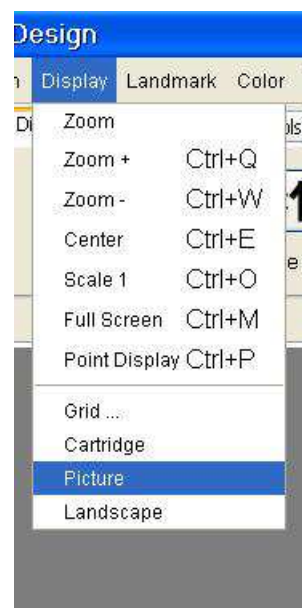 Design
Display Landmark Color
Zoom
Zoom + Ctrl+Q
Zoom - Ctrl+W
Center Ctrl+E
Scale 1 Ctrl+O
Full Screen Ctrl+M
Point Display Ctrl+P
Grid ...
Cartridge
Picture
Landscape